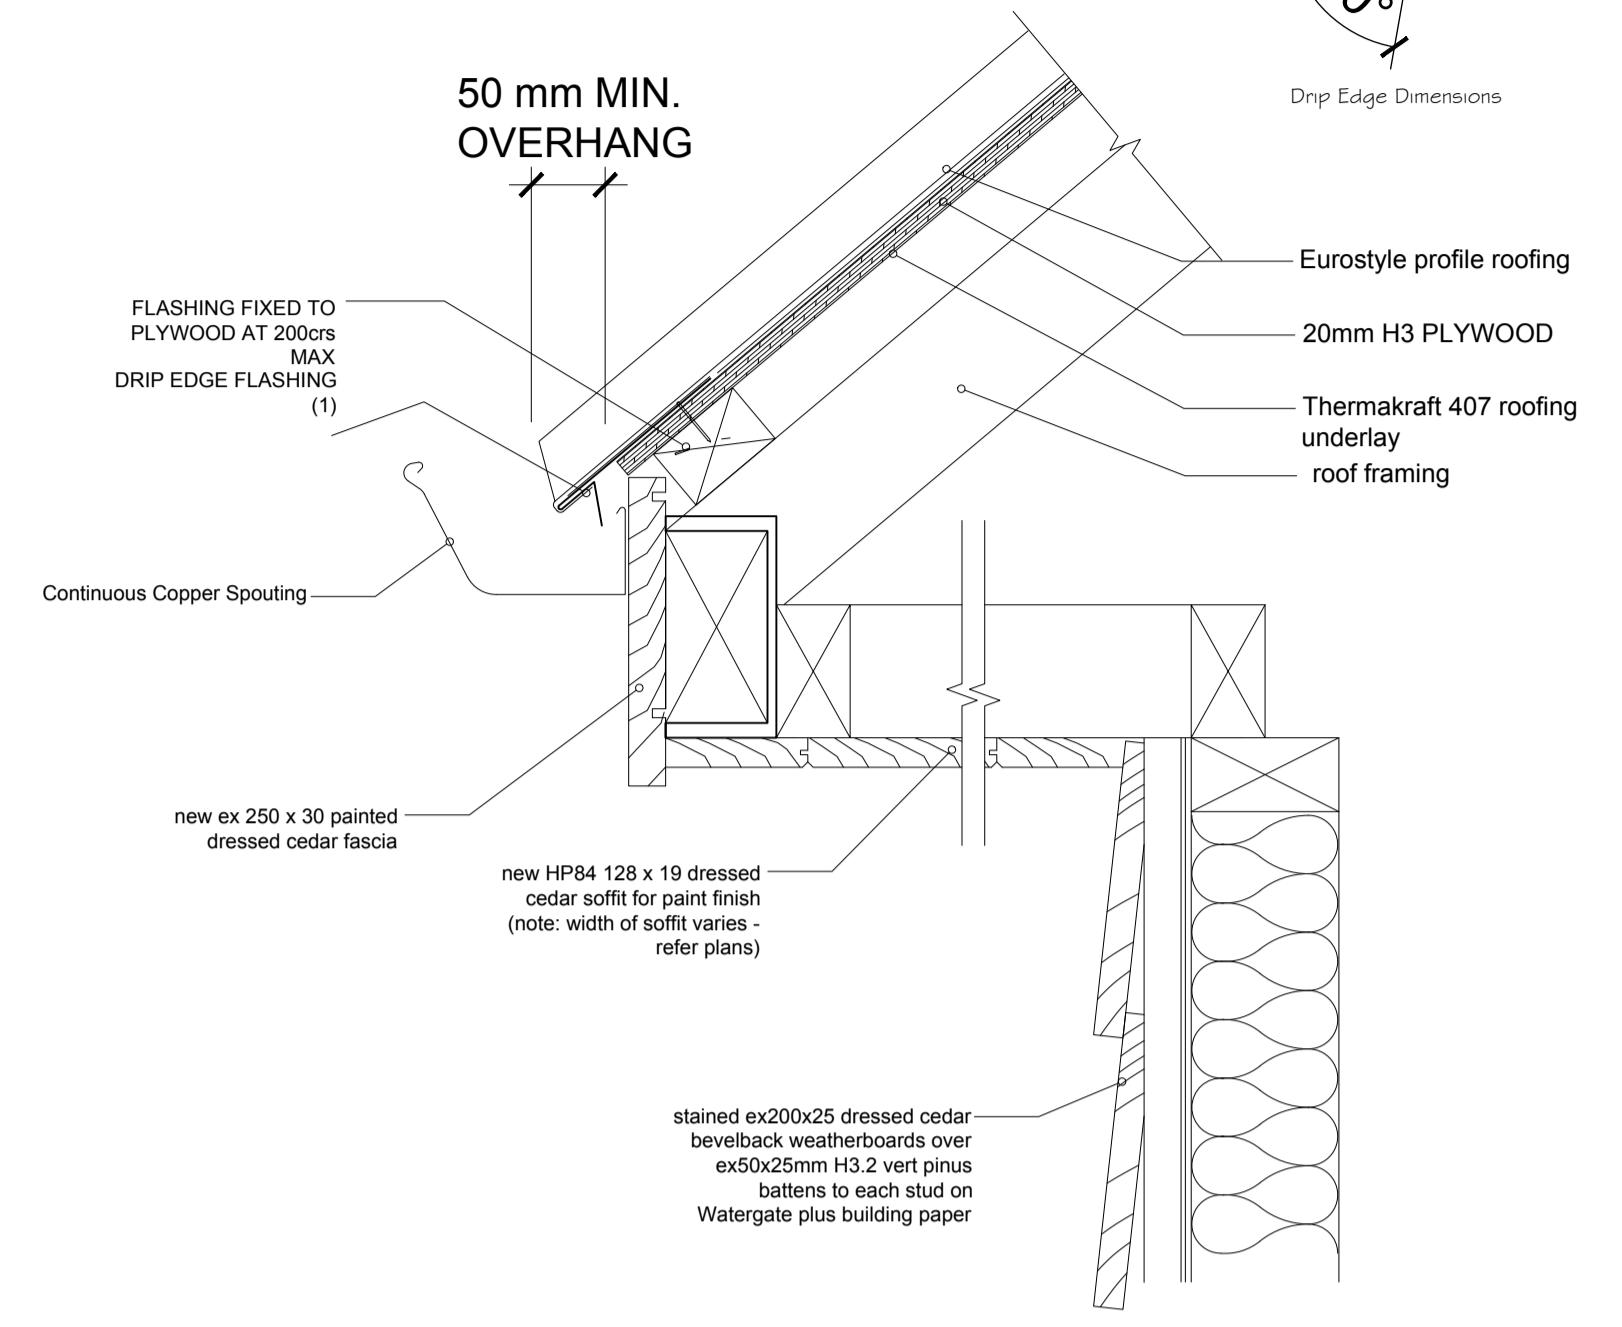 50 mm MIN.
OVERHANG
Drip Edge Dimensions
FLASHING FIXED TO
PLYWOOD AT 200crs
MAX
DRIP EDGE FLASHING
(1)
Eurostyle profile roofing
20mm H3 PLYWOOD
Thermakraft 407 roofing
underlay
roof framing
Continuous Copper Spouting
new ex 250 x 30 painted
dressed cedar fascia
new HP84 128 x 19 dressed
cedar soffit for paint finish
(note: width of soffit varies -
refer plans)
stained ex200x25 dressed cedar
bevelback weatherboards over
ex50x25mm H3.2 vert pinus
battens to each stud on
Watergate plus building paper